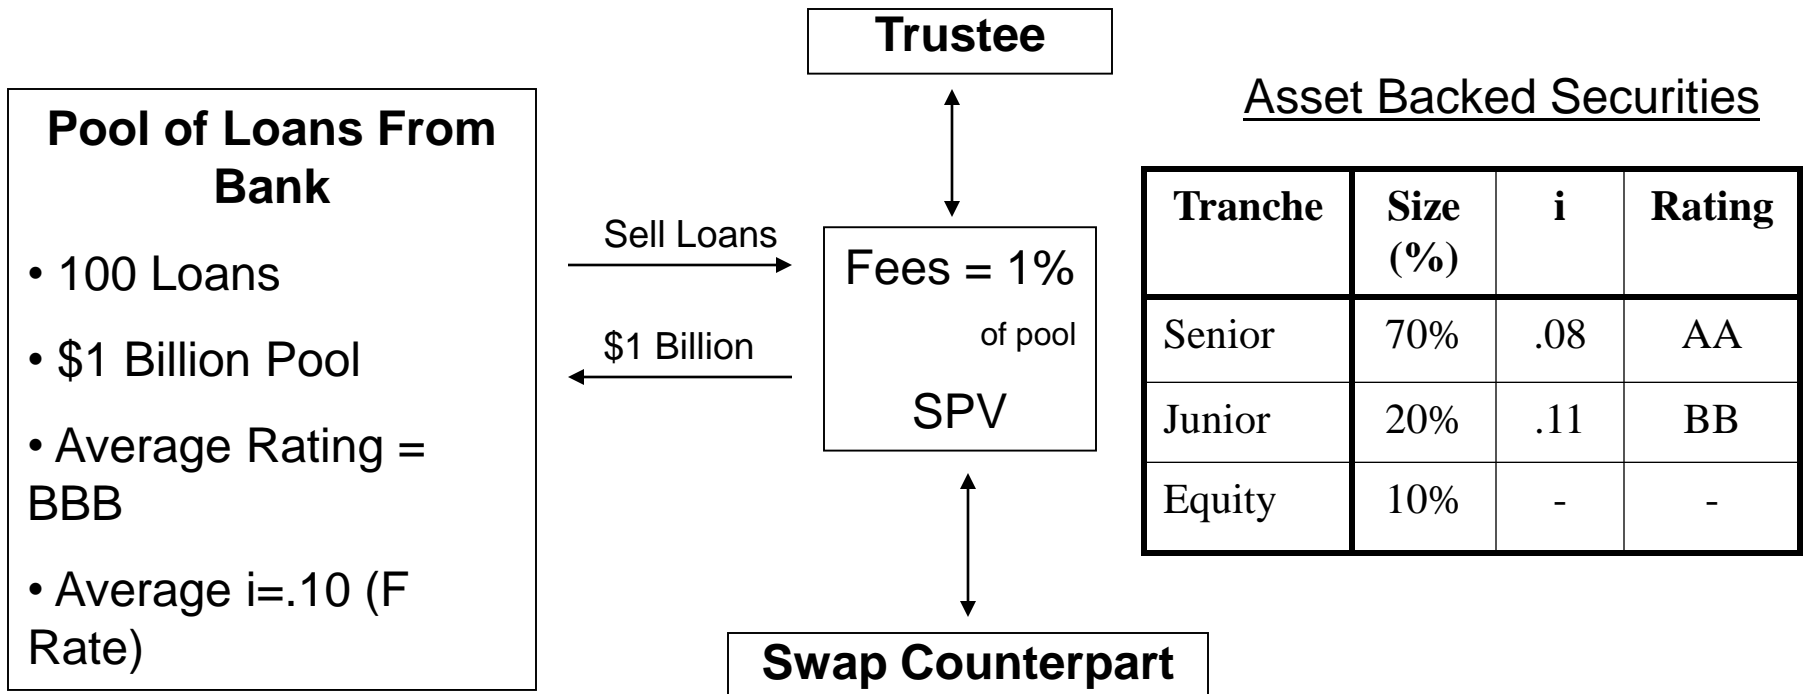 Trustee
Asset Backed Securities
Pool of Loans From
Bank
• 100 Loans
• $1 Billion Pool
• Average Rating =
BBB
• Average i=.10 (F
Rate)
Sell Loans
$1 Billion
Fees = 1%
of pool
SPV
Swap Counterpart
Tranche Size i Rating
(%)
Senior 70% .08 AA
Junior 20% .11 BB
Equity 10% - -